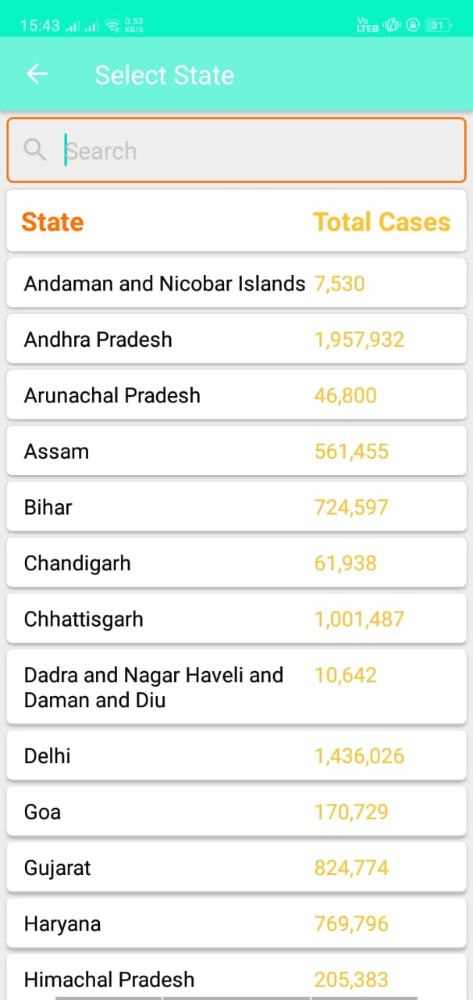 15:43 0.53 KB/S Vo LTE 31
Select State
Search
State Total Cases
Andaman and Nicobar Islands 7,530
Andhra Pradesh 1,957,932
Arunachal Pradesh 46,800
Assam 561,455
Bihar 724,597
Chandigarh 61,938
Chhattisgarh 1,001,487
Dadra and Nagar Haveli and 10,642
Daman and Diu
Delhi 1,436,026
Goa 170,729
Gujarat 824,774
Haryana 769,796
Himachal Pradesh 205,383